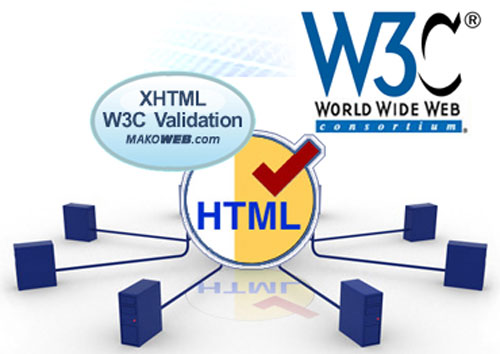 W3C®
WORLD WIDE WEB
consortium®
XHTML
W3C Validation
MAKOWEB.com
HTML